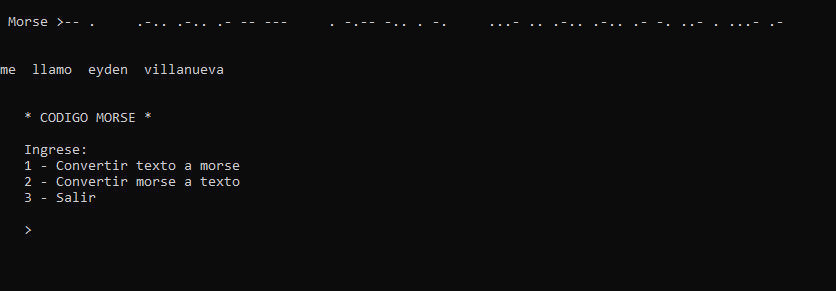 Morse >-- .     .-.. .-.. .- -- ---     . -.-- -.. . -.     ...- .. .-.. .-.. .- -. ..- . ...- .-
me  llamo  eyden  villanueva
* CODIGO MORSE *
Ingrese:
1 - Convertir texto a morse
2 - Convertir morse a texto
3 - Salir
>